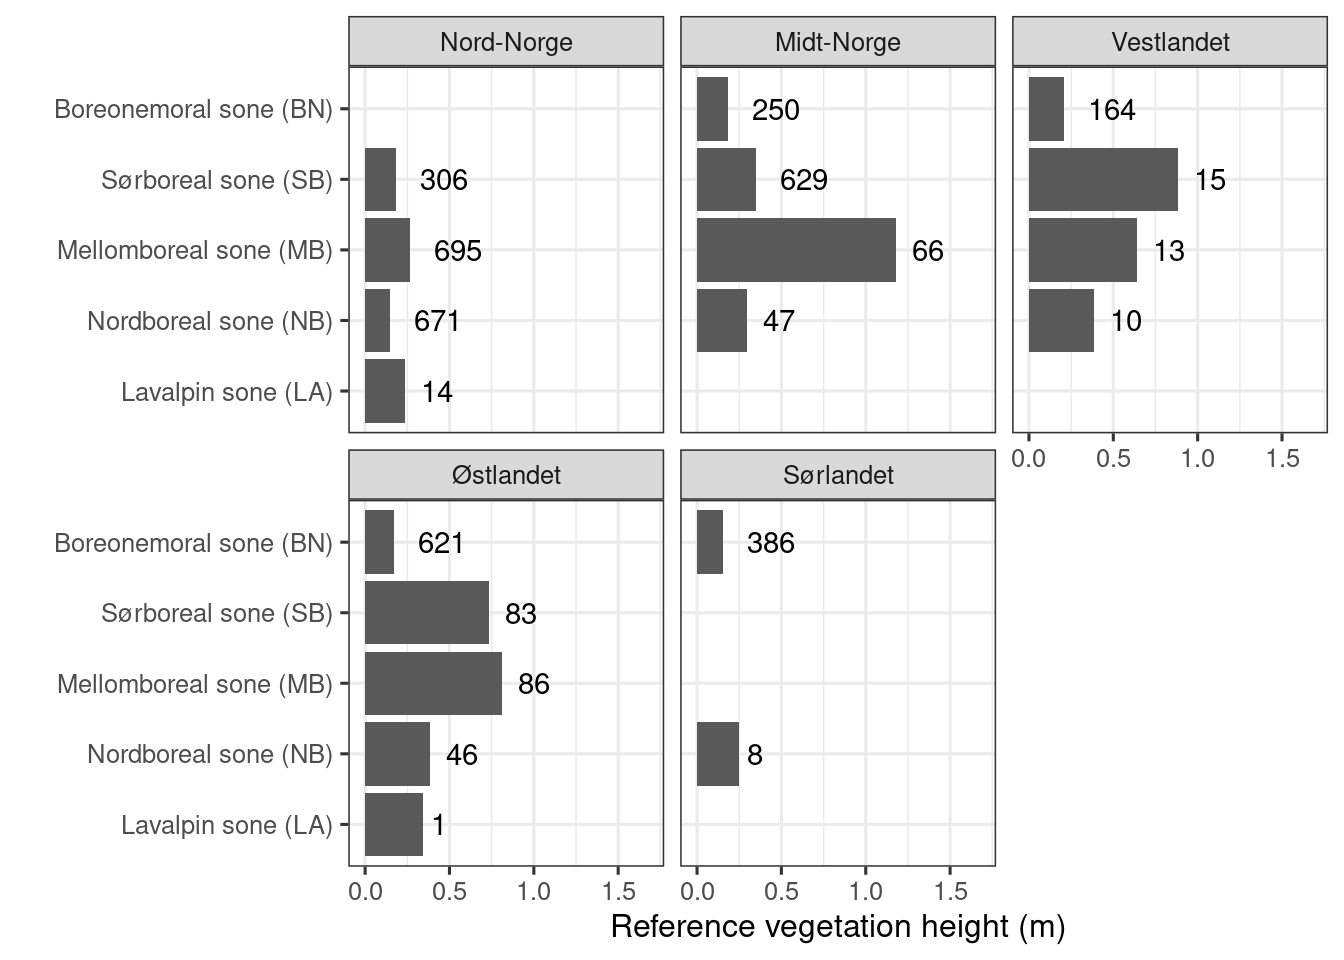 Nord-Norge Midt-Norge Vestlandet
Boreonemoral sone (BN) 250 164
Sørboreal sone (SB) 306 629 15
Mellomboreal sone (MB) 695 66 13
Nordboreal sone (NB) 671 47 10
Lavalpin sone (LA) 14
0.0 0.5 1.0 1.5
Østlandet Sørlandet
Boreonemoral sone (BN) 621 386
Sørboreal sone (SB) 83
Mellomboreal sone (MB) 86
Nordboreal sone (NB) 46 8
Lavalpin sone (LA) 1
0.0 0.5 1.0 1.5 0.0 0.5 1.0 1.5
Reference vegetation height (m)